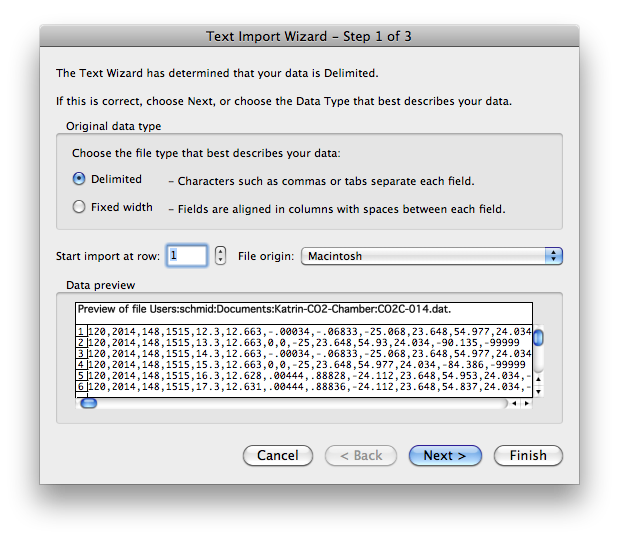 Text Import Wizard – Step 1 of 3
The Text Wizard has determined that your data is Delimited.
If this is correct, choose Next, or choose the Data Type that best describes your data.
Original data type
Choose the file type that best describes your data:
Delimited – Characters such as commas or tabs separate each field.
Fixed width – Fields are aligned in columns with spaces between each field.
Start import at row: 1 File origin: Macintosh
Data preview
Preview of file Users:schmid:Documents:Katrin-CO2-Chamber:CO2C-014.dat.
1 120,2014,148,1515,12.3,12.663,-.00034,-.06833,-25.068,23.648,54.977,24.034
2 120,2014,148,1515,13.3,12.663,0,0,-25,23.648,54.93,24.034,-90.135,-99999
3 120,2014,148,1515,14.3,12.663,-.00034,-.06833,-25.068,23.648,54.977,24.034
4 120,2014,148,1515,15.3,12.663,0,0,-25,23.648,54.977,24.034,-84.386,-99999
5 120,2014,148,1515,16.3,12.628,.00444,.88828,-24.112,23.648,54.953,24.034,-
6 120,2014,148,1515,17.3,12.631,.00444,.88836,-24.112,23.648,54.837,24.034,-
Cancel < Back Next > Finish